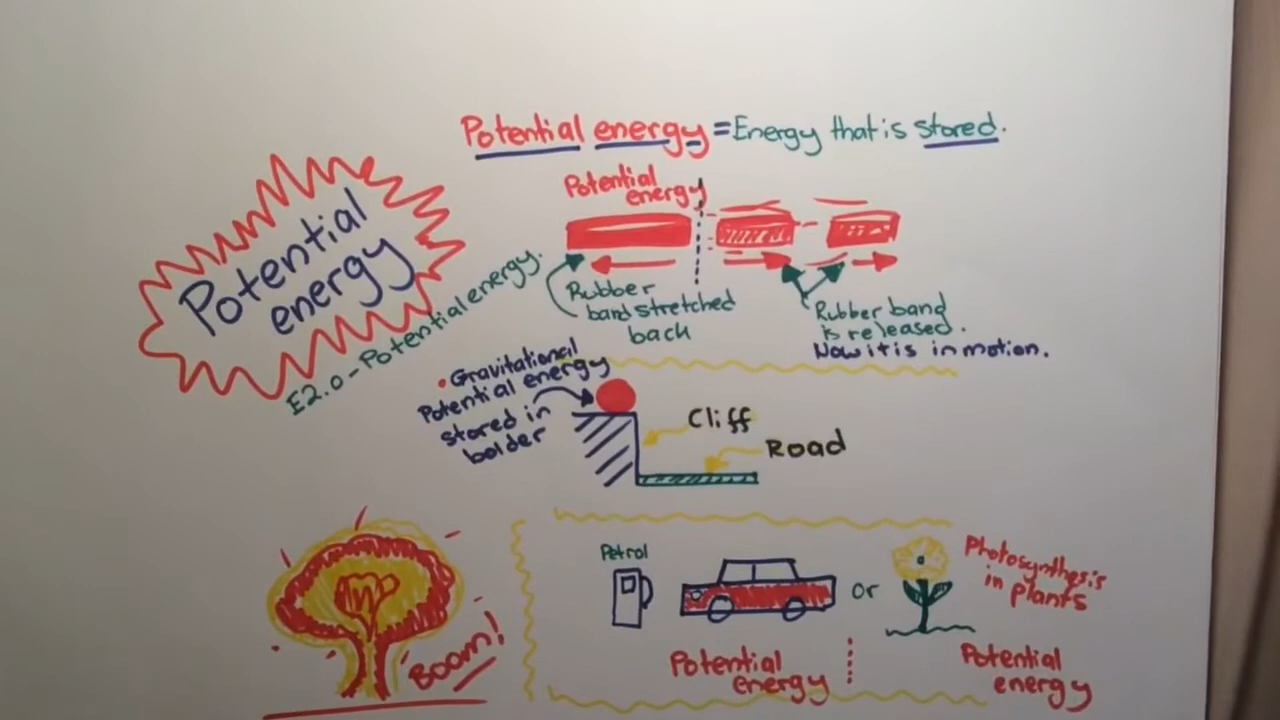 Potential energy = Energy that is stored.
Potential
energy
Potential
energy
E2.0 - Potential energy.
Rubber
band stretched
back
Rubber band
is released.
Now it is in motion.
• Gravitational
Potential energy
stored in
bolder
Cliff
Road
Boom!
Petrol
or
Photosynthesis
in plants
Potential
energy
Potential
energy